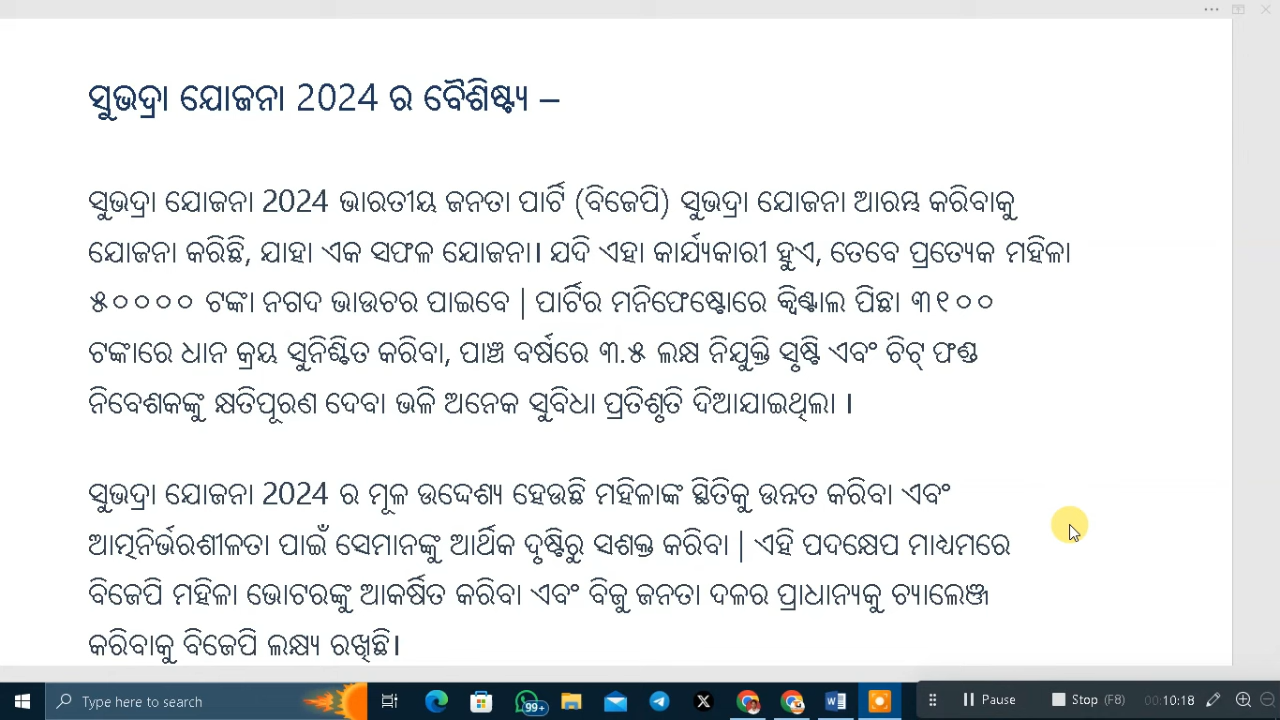 ସୁଭଦ୍ରା ଯୋଜନା 2024 ର ବୈଶିଷ୍ଟ୍ୟ –
ସୁଭଦ୍ରା ଯୋଜନା 2024 ଭାରତୀୟ ଜନତା ପାର୍ଟି (ବିଜେପି) ସୁଭଦ୍ରା ଯୋଜନା ଆରମ୍ଭ କରିବାକୁ
ଯୋଜନା କରିଛି, ଯାହା ଏକ ସଫଳ ଯୋଜନା। ଯଦି ଏହା କାର୍ଯ୍ୟକାରୀ ହୁଏ, ତେବେ ପ୍ରତ୍ୟେକ ମହିଳା
୫୦୦୦୦ ଟଙ୍କା ନଗଦ ଭାଉଚର ପାଇବେ | ପାର୍ଟିର ମନିଫେଷ୍ଟୋରେ କ୍ୱିଣ୍ଟାଲ ପିଛା ୩୧୦୦
ଟଙ୍କାରେ ଧାନ କ୍ରୟ ସୁନିଶ୍ଚିତ କରିବା, ପାଞ୍ଚ ବର୍ଷରେ ୩.୫ ଲକ୍ଷ ନିଯୁକ୍ତି ସୃଷ୍ଟି ଏବଂ ଚିଟ୍ ଫଣ୍ଡ
ନିବେଶକଙ୍କୁ କ୍ଷତିପୂରଣ ଦେବା ଭଳି ଅନେକ ସୁବିଧା ପ୍ରତିଶୃତି ଦିଆଯାଇଥିଲା ।
ସୁଭଦ୍ରା ଯୋଜନା 2024 ର ମୂଳ ଉଦ୍ଦେଶ୍ୟ ହେଉଛି ମହିଳାଙ୍କ ସ୍ଥିତିକୁ ଉନ୍ନତ କରିବା ଏବଂ
ଆତ୍ମନିର୍ଭରଶୀଳତା ପାଇଁ ସେମାନଙ୍କୁ ଆର୍ଥିକ ଦୃଷ୍ଟିରୁ ସଶକ୍ତ କରିବା | ଏହି ପଦକ୍ଷେପ ମାଧ୍ୟମରେ
ବିଜେପି ମହିଳା ଭୋଟରଙ୍କୁ ଆକର୍ଷିତ କରିବା ଏବଂ ବିଜୁ ଜନତା ଦଳର ପ୍ରାଧାନ୍ୟକୁ ଚ୍ୟାଲେଞ୍ଜ
କରିବାକୁ ବିଜେପି ଲକ୍ଷ୍ୟ ରଖିଛି।
Type here to search 99+ Pause Stop (F8) 00:10:18